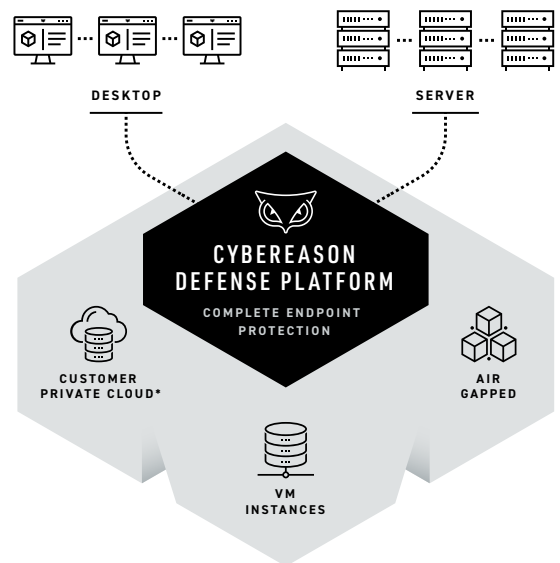 DESKTOP
SERVER
CYBEREASON
DEFENSE PLATFORM
COMPLETE ENDPOINT
PROTECTION
CUSTOMER
PRIVATE CLOUD*
AIR
GAPPED
VM
INSTANCES